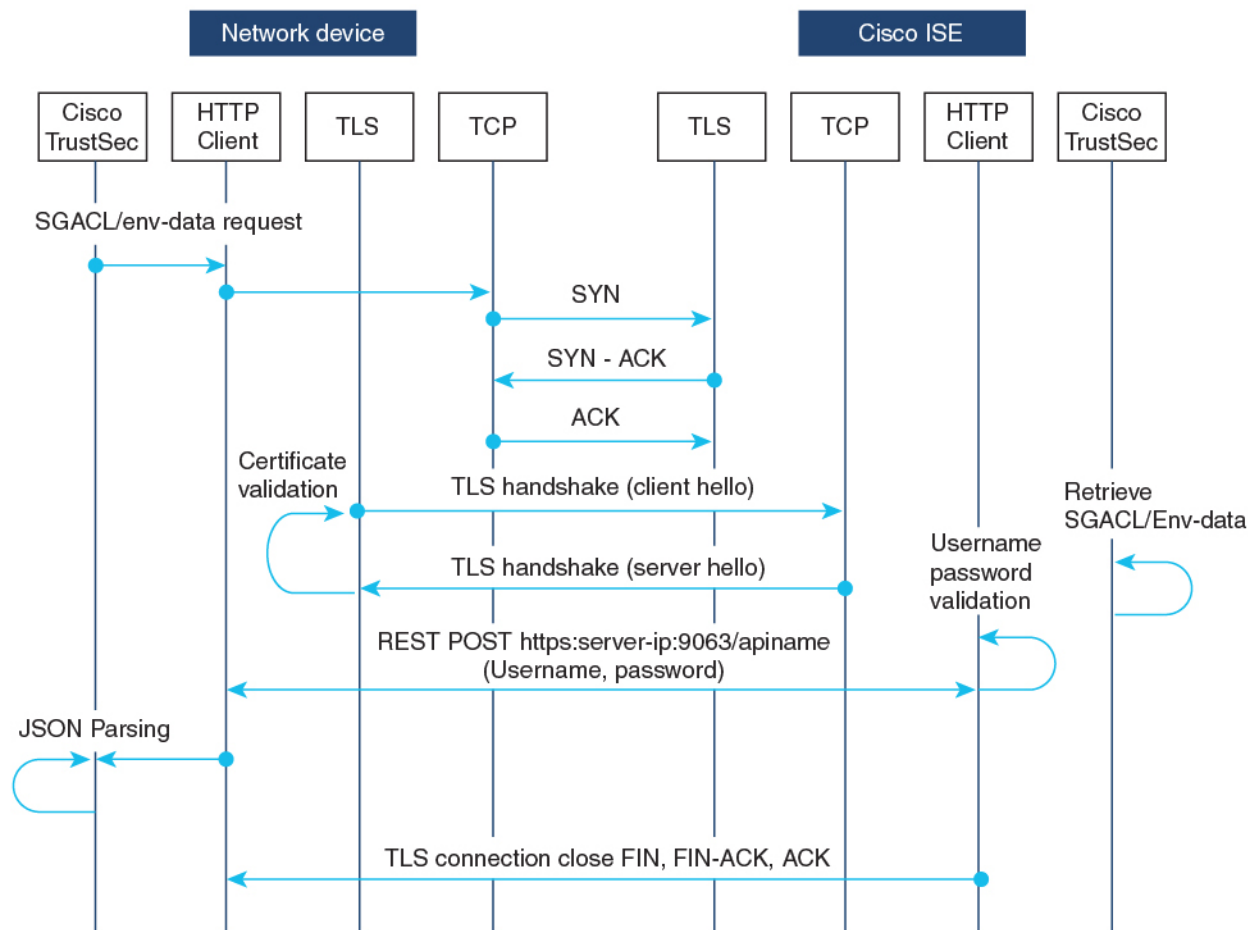 Network device
Cisco ISE
Cisco
TrustSec
HTTP
Client
TLS
TCP
TLS
TCP
HTTP
Client
Cisco
TrustSec
SGACL/env-data request
SYN
SYN - ACK
ACK
Certificate
validation
TLS handshake (client hello)
Retrieve
SGACL/Env-data
Username
password
validation
TLS handshake (server hello)
REST POST https:server-ip:9063/apiname
(Username, password)
JSON Parsing
TLS connection close FIN, FIN-ACK, ACK